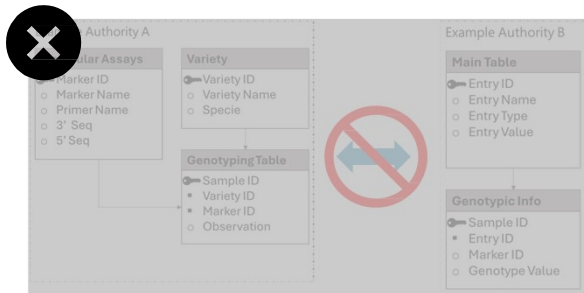 Authority A
Marker ID
Marker Name
Primer Name
3' Seq
5' Seq
Variety
Variety ID
Variety Name
Specie
Genotyping Table
Sample ID
Variety ID
Marker ID
Observation
Example Authority B
Main Table
Entry ID
Entry Name
Entry Type
Entry Value
Genotypic Info
Sample ID
Entry ID
Marker ID
Genotype Value